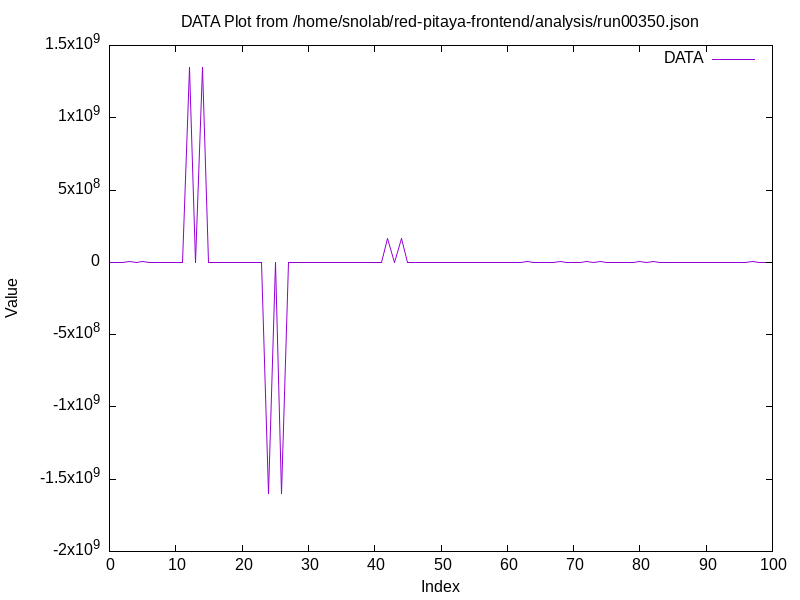 DATA Plot from /home/snolab/red-pitaya-frontend/analysis/run00350.json
DATA
1.5x10^9
1x10^9
5x10^8
0
-5x10^8
-1x10^9
-1.5x10^9
-2x10^9
Value
0 10 20 30 40 50 60 70 80 90 100
Index